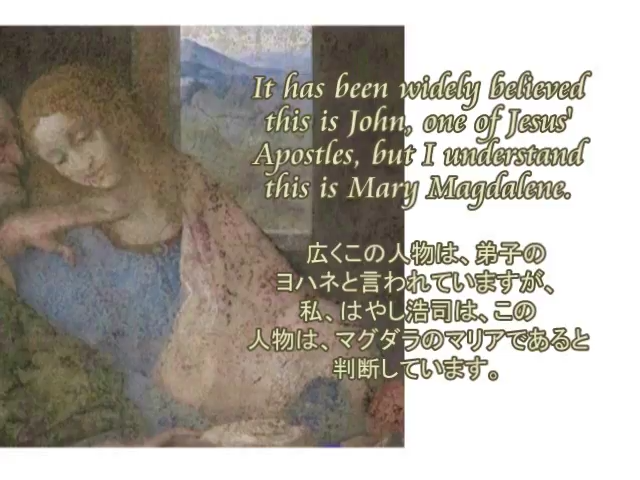 It has been widely believed
this is John, one of Jesus'
Apostles, but I understand
this is Mary Magdalene.
広くこの人物は、弟子の
ヨハネと言われていますが、
私、はやし浩司は、この
人物は、マグダラのマリアであると
判断しています。